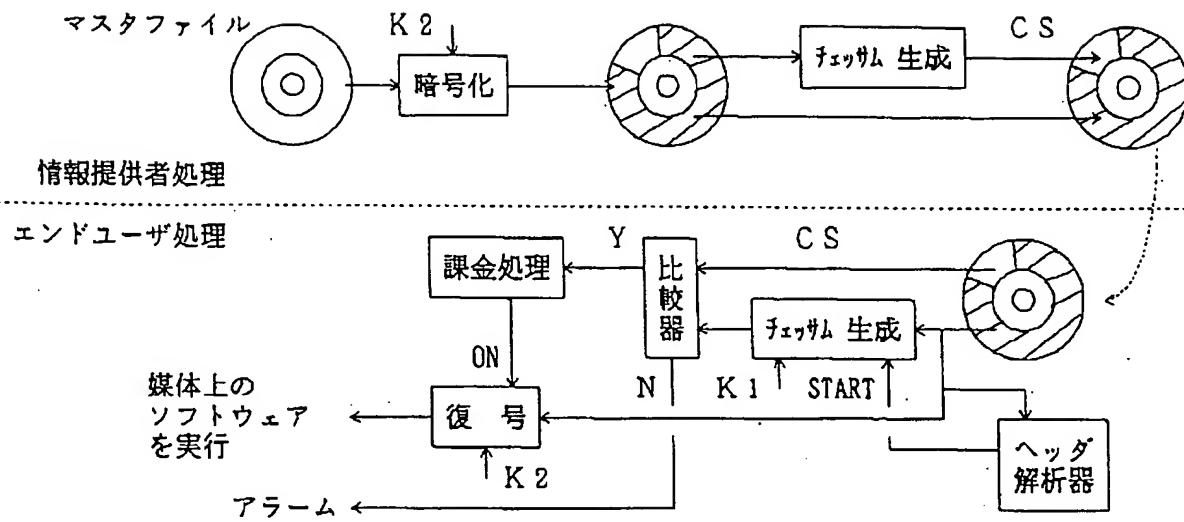 マスタファイル
K2
暗号化
チェッサム 生成
CS
情報提供者処理
エンドユーザ処理
課金処理
Y
比較器
CS
チェッサム 生成
ON
N
K1
START
媒体上の
ソフトウェア
を実行
復 号
K2
ヘッダ
解析器
アラーム